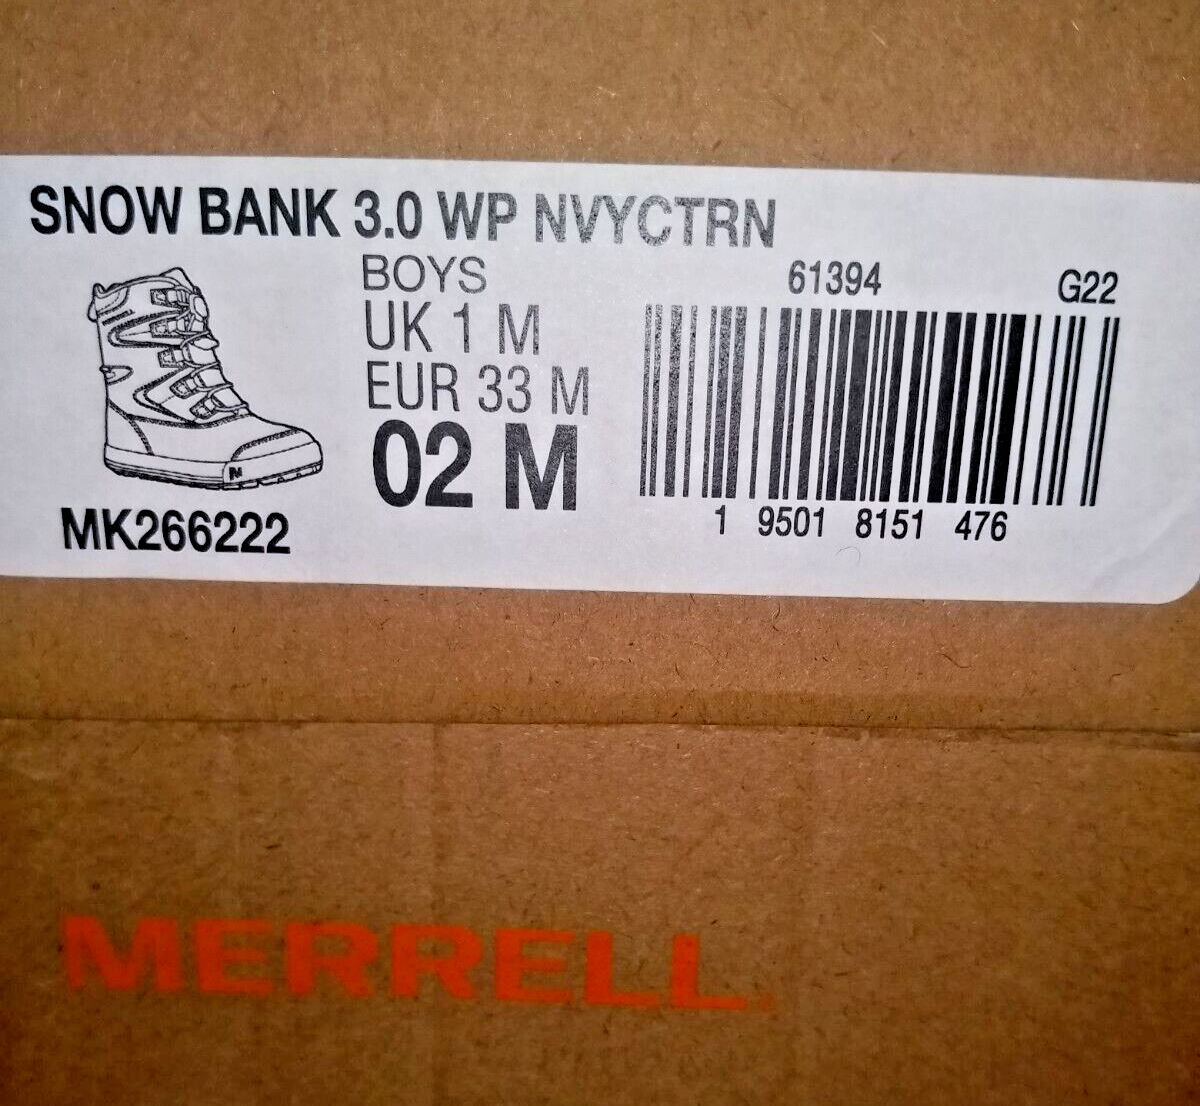 SNOW BANK 3.0 WP NVYCTRN
BOYS
UK 1 M
EUR 33 M
02 M
MK266222
61394
G22
1 9501 8151 476
MERRELL